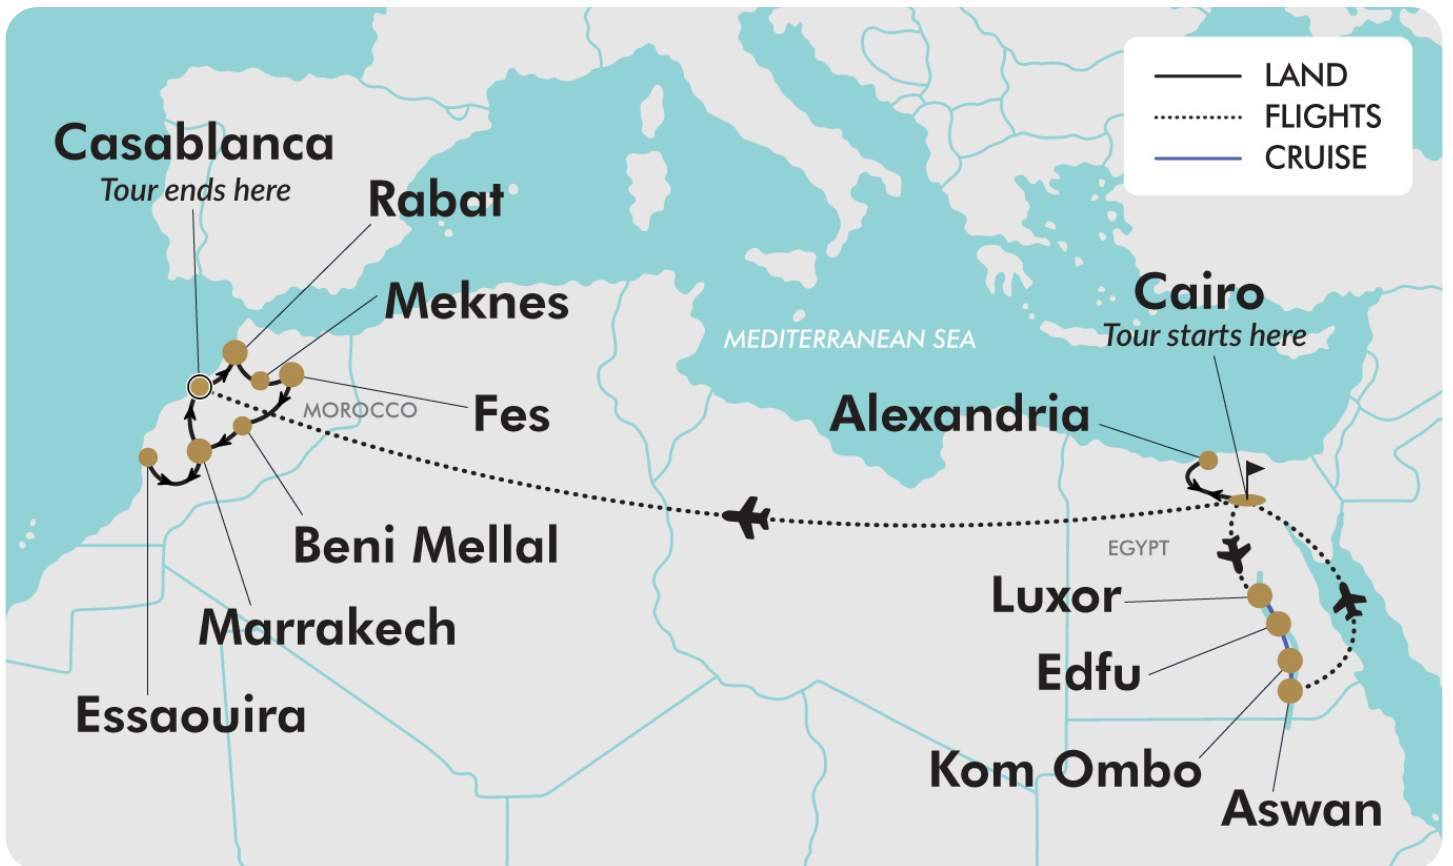 LAND
FLIGHTS
CRUISE
Casablanca
Tour ends here
Rabat
Meknes
Cairo
Tour starts here
MEDITERRANEAN SEA
MOROCCO
Fes
Alexandria
Beni Mellal
EGYPT
Luxor
Marrakech
Edfu
Essaouira
Kom Ombo
Aswan